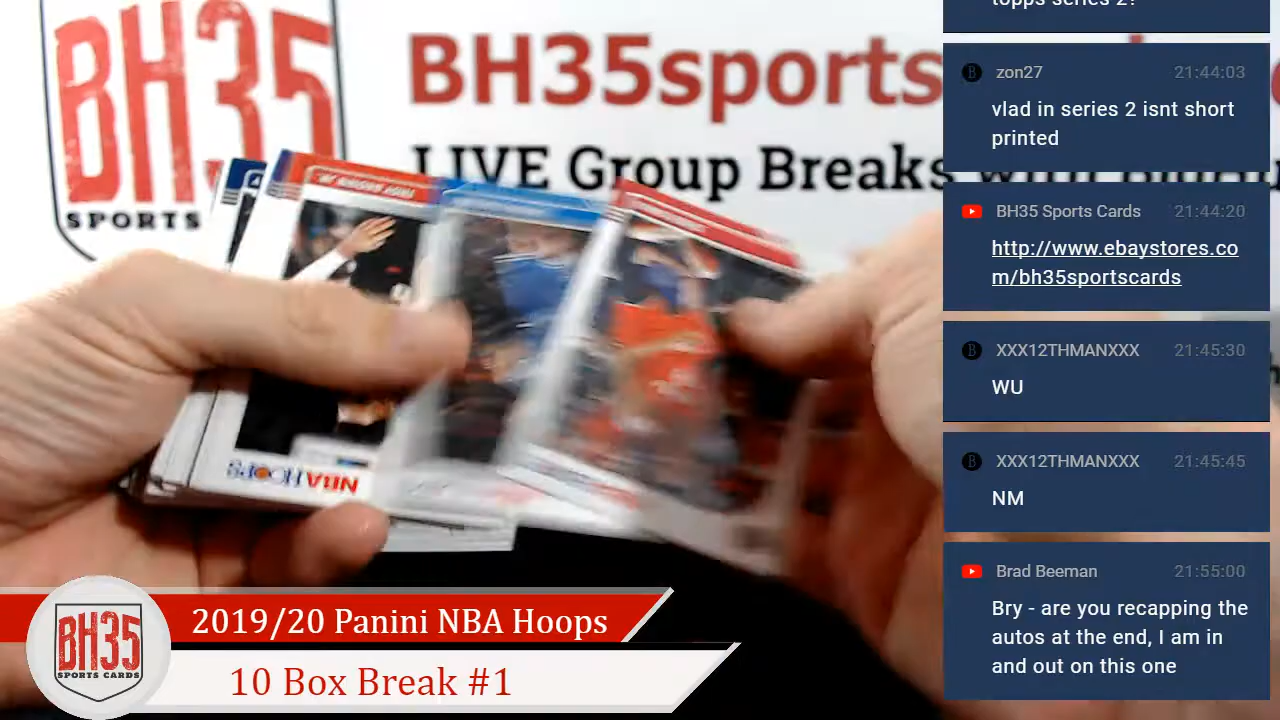 BH35
SPORTS
BH35sports
LIVE Group Breaks with
NBA HOOPS
topps series 2?
zon27 21:44:03
vlad in series 2 isnt short
printed
BH35 Sports Cards 21:44:20
http://www.ebaystores.co
m/bh35sportscards
XXX12THMANXXX 21:45:30
WU
XXX12THMANXXX 21:45:45
NM
Brad Beeman 21:55:00
Bry - are you recapping the
autos at the end, I am in
and out on this one
BH35
SPORTS CARDS
2019/20 Panini NBA Hoops
10 Box Break #1